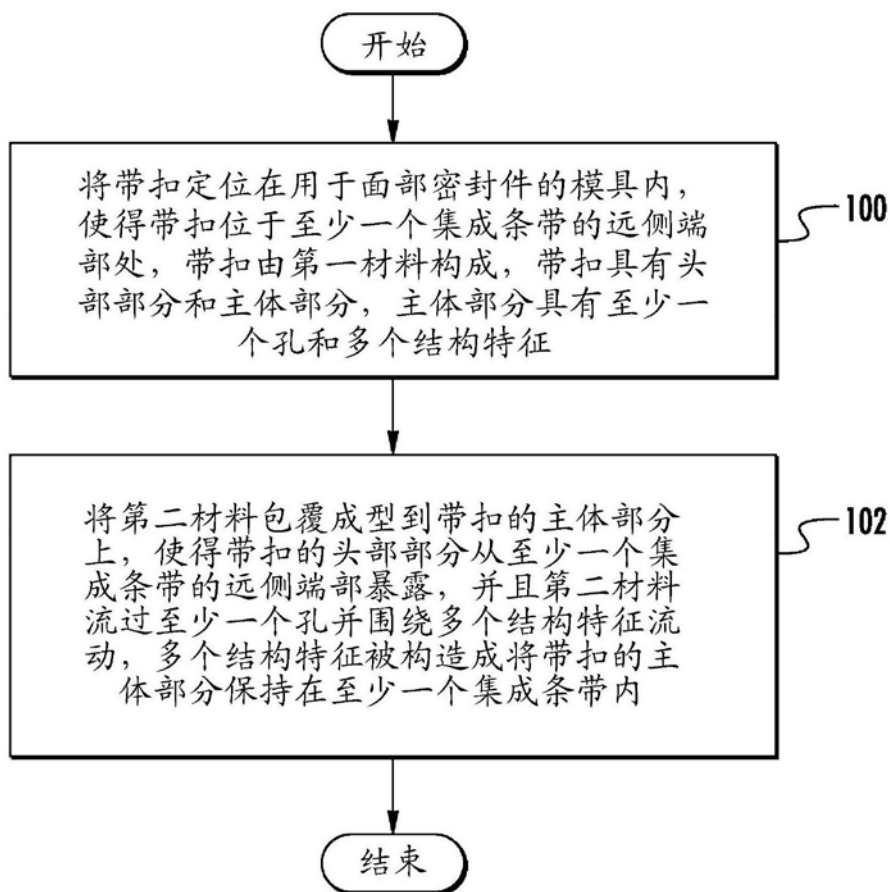 开始
将带扣定位在用于面部密封件的模具内，
使得带扣位于至少一个集成条带的远侧端
部处，带扣由第一材料构成，带扣具有头
部部分和主体部分，主体部分具有至少一
个孔和多个结构特征
100
将第二材料包覆成型到带扣的主体部分
上，使得带扣的头部部分从至少一个集
成条带的远侧端部暴露，并且第二材料
流过至少一个孔并围绕多个结构特征流
动，多个结构特征被构造成将带扣的主
体部分保持在至少一个集成条带内
102
结束